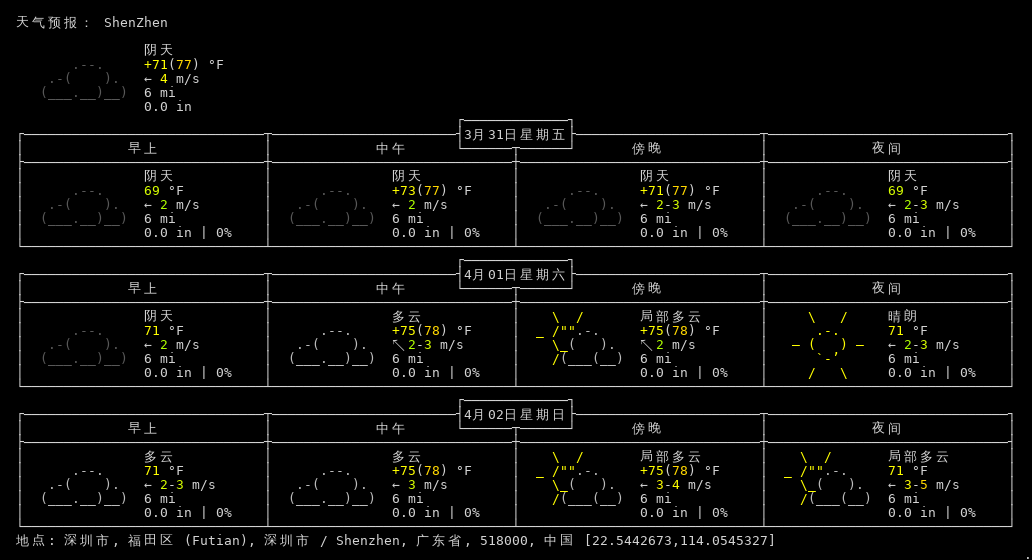 天气预报： ShenZhen
阴天
+71(77) °F
← 4 m/s
6 mi
0.0 in
3月31日星期五
早上 中午 傍晚 夜间
阴天 阴天 阴天 阴天
69 °F +73(77) °F +71(77) °F 69 °F
← 2 m/s ← 2 m/s ← 2-3 m/s ← 2-3 m/s
6 mi 6 mi 6 mi 6 mi
0.0 in | 0% 0.0 in | 0% 0.0 in | 0% 0.0 in | 0%
4月01日星期六
早上 中午 傍晚 夜间
阴天 多云 局部多云 晴朗
71 °F +75(78) °F +75(78) °F 71 °F
← 2 m/s ↖ 2-3 m/s ↖ 2 m/s ← 2-3 m/s
6 mi 6 mi 6 mi 6 mi
0.0 in | 0% 0.0 in | 0% 0.0 in | 0% 0.0 in | 0%
4月02日星期日
早上 中午 傍晚 夜间
多云 多云 局部多云 局部多云
71 °F +75(78) °F +75(78) °F 71 °F
← 2-3 m/s ← 3 m/s ← 3-4 m/s ← 3-5 m/s
6 mi 6 mi 6 mi 6 mi
0.0 in | 0% 0.0 in | 0% 0.0 in | 0% 0.0 in | 0%
地点: 深圳市, 福田区 (Futian), 深圳市 / Shenzhen, 广东省, 518000, 中国 [22.5442673,114.0545327]